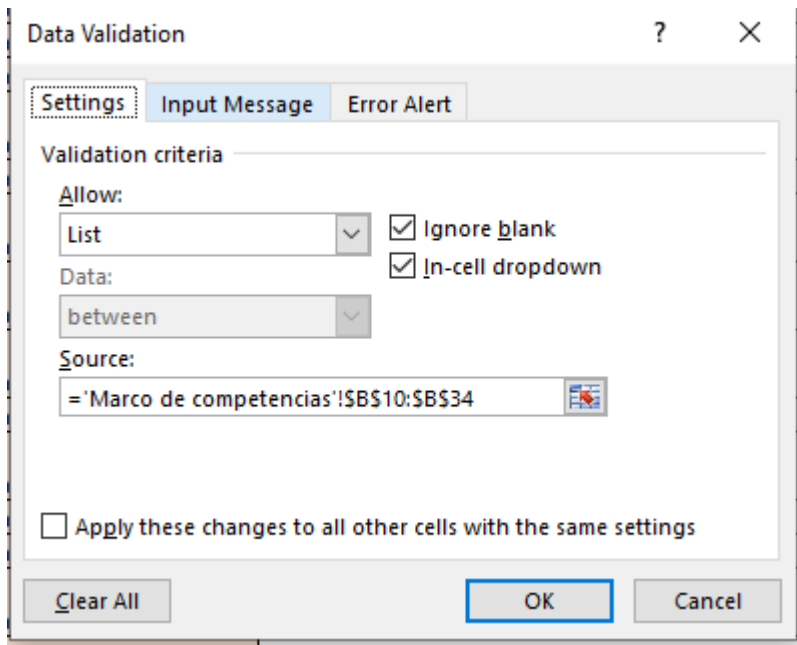 Data Validation ?
Settings Input Message Error Alert
Validation criteria
Allow:
List
Ignore blank
Data:
In-cell dropdown
between
Source:
='Marco de competencias'!$B$10:$B$34
Apply these changes to all other cells with the same settings
Clear All OK Cancel